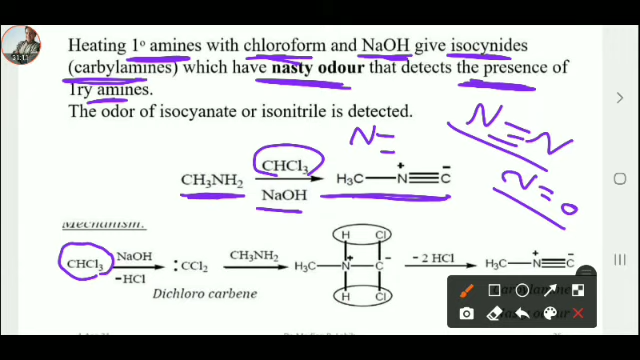 Heating 1º amines with chloroform and NaOH give isocynides
(carbylamines) which have nasty odour that detects the presence of
Try amines.
The odor of isocyanate or isonitrile is detected.
N=
N≡N
N=O
CH₃NH₂ CHCl₃ H₃C—N⁺≡C⁻
NaOH
Mechanism:
CHCl₃ NaOH :CCl₂ CH₃NH₂ H₃C—N⁺—C⁻ - 2 HCl H₃C—N⁺≡C⁻
–HCl
H Cl
H Cl
Dichloro carbene